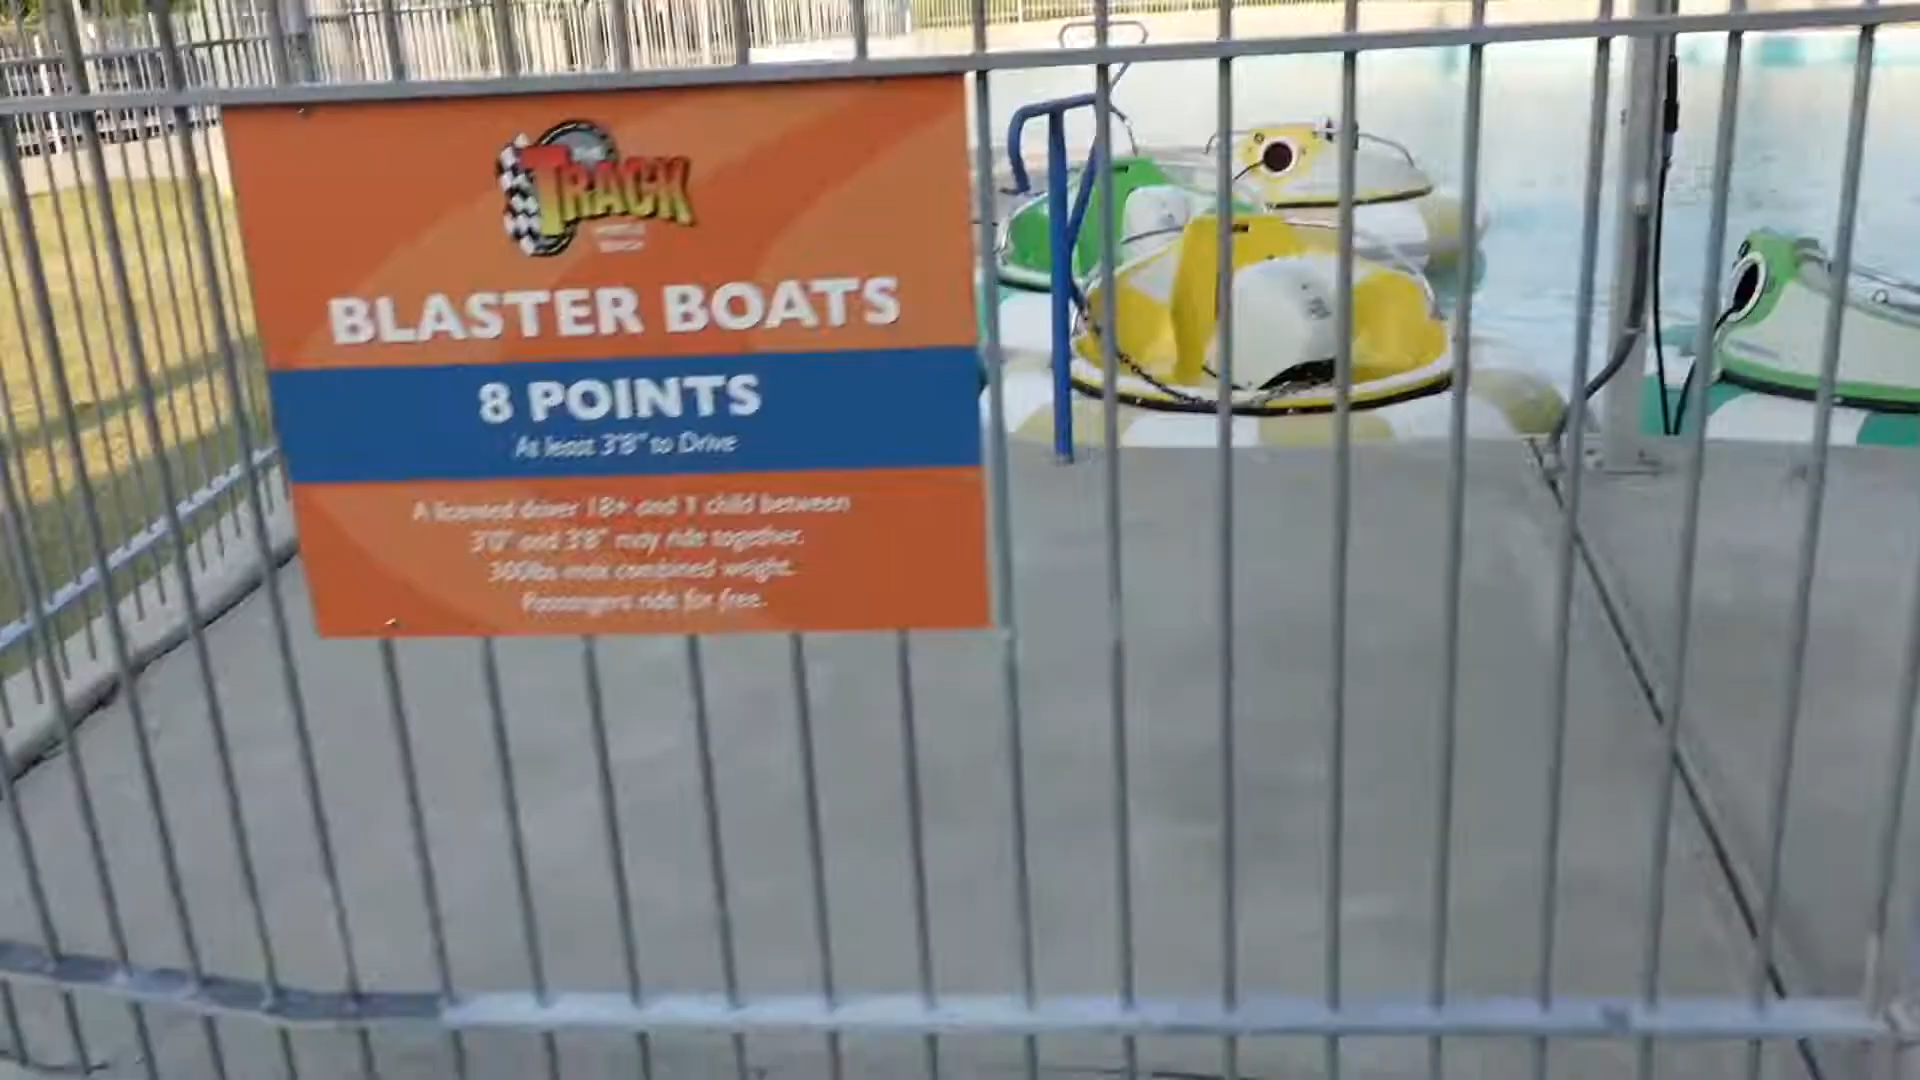 TRACK
BLASTER BOATS
8 POINTS
At least 3'8" to Drive
A licensed driver 18+ and 1 child between
3'0" and 3'8" may ride together.
300lbs max combined weight.
Passengers ride for free.